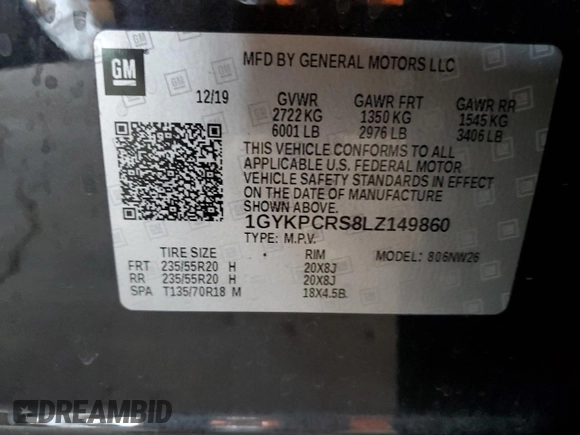 GM
MFD BY GENERAL MOTORS LLC
12/19 GVWR GAWR FRT GAWR RR
2722 KG 1350 KG 1545 KG
6001 LB 2976 LB 3406 LB
THIS VEHICLE CONFORMS TO ALL
APPLICABLE U.S. FEDERAL MOTOR
VEHICLE SAFETY STANDARDS IN EFFECT
ON THE DATE OF MANUFACTURE
SHOWN ABOVE.
1GYKPCRS8LZ149860
TYPE: M.P.V. MODEL: 806NW26
TIRE SIZE RIM
FRT 235/55R20 H 20X8J
RR 235/55R20 H 20X8J
SPA T135/70R18 M 18X4.5B
DREAMBID